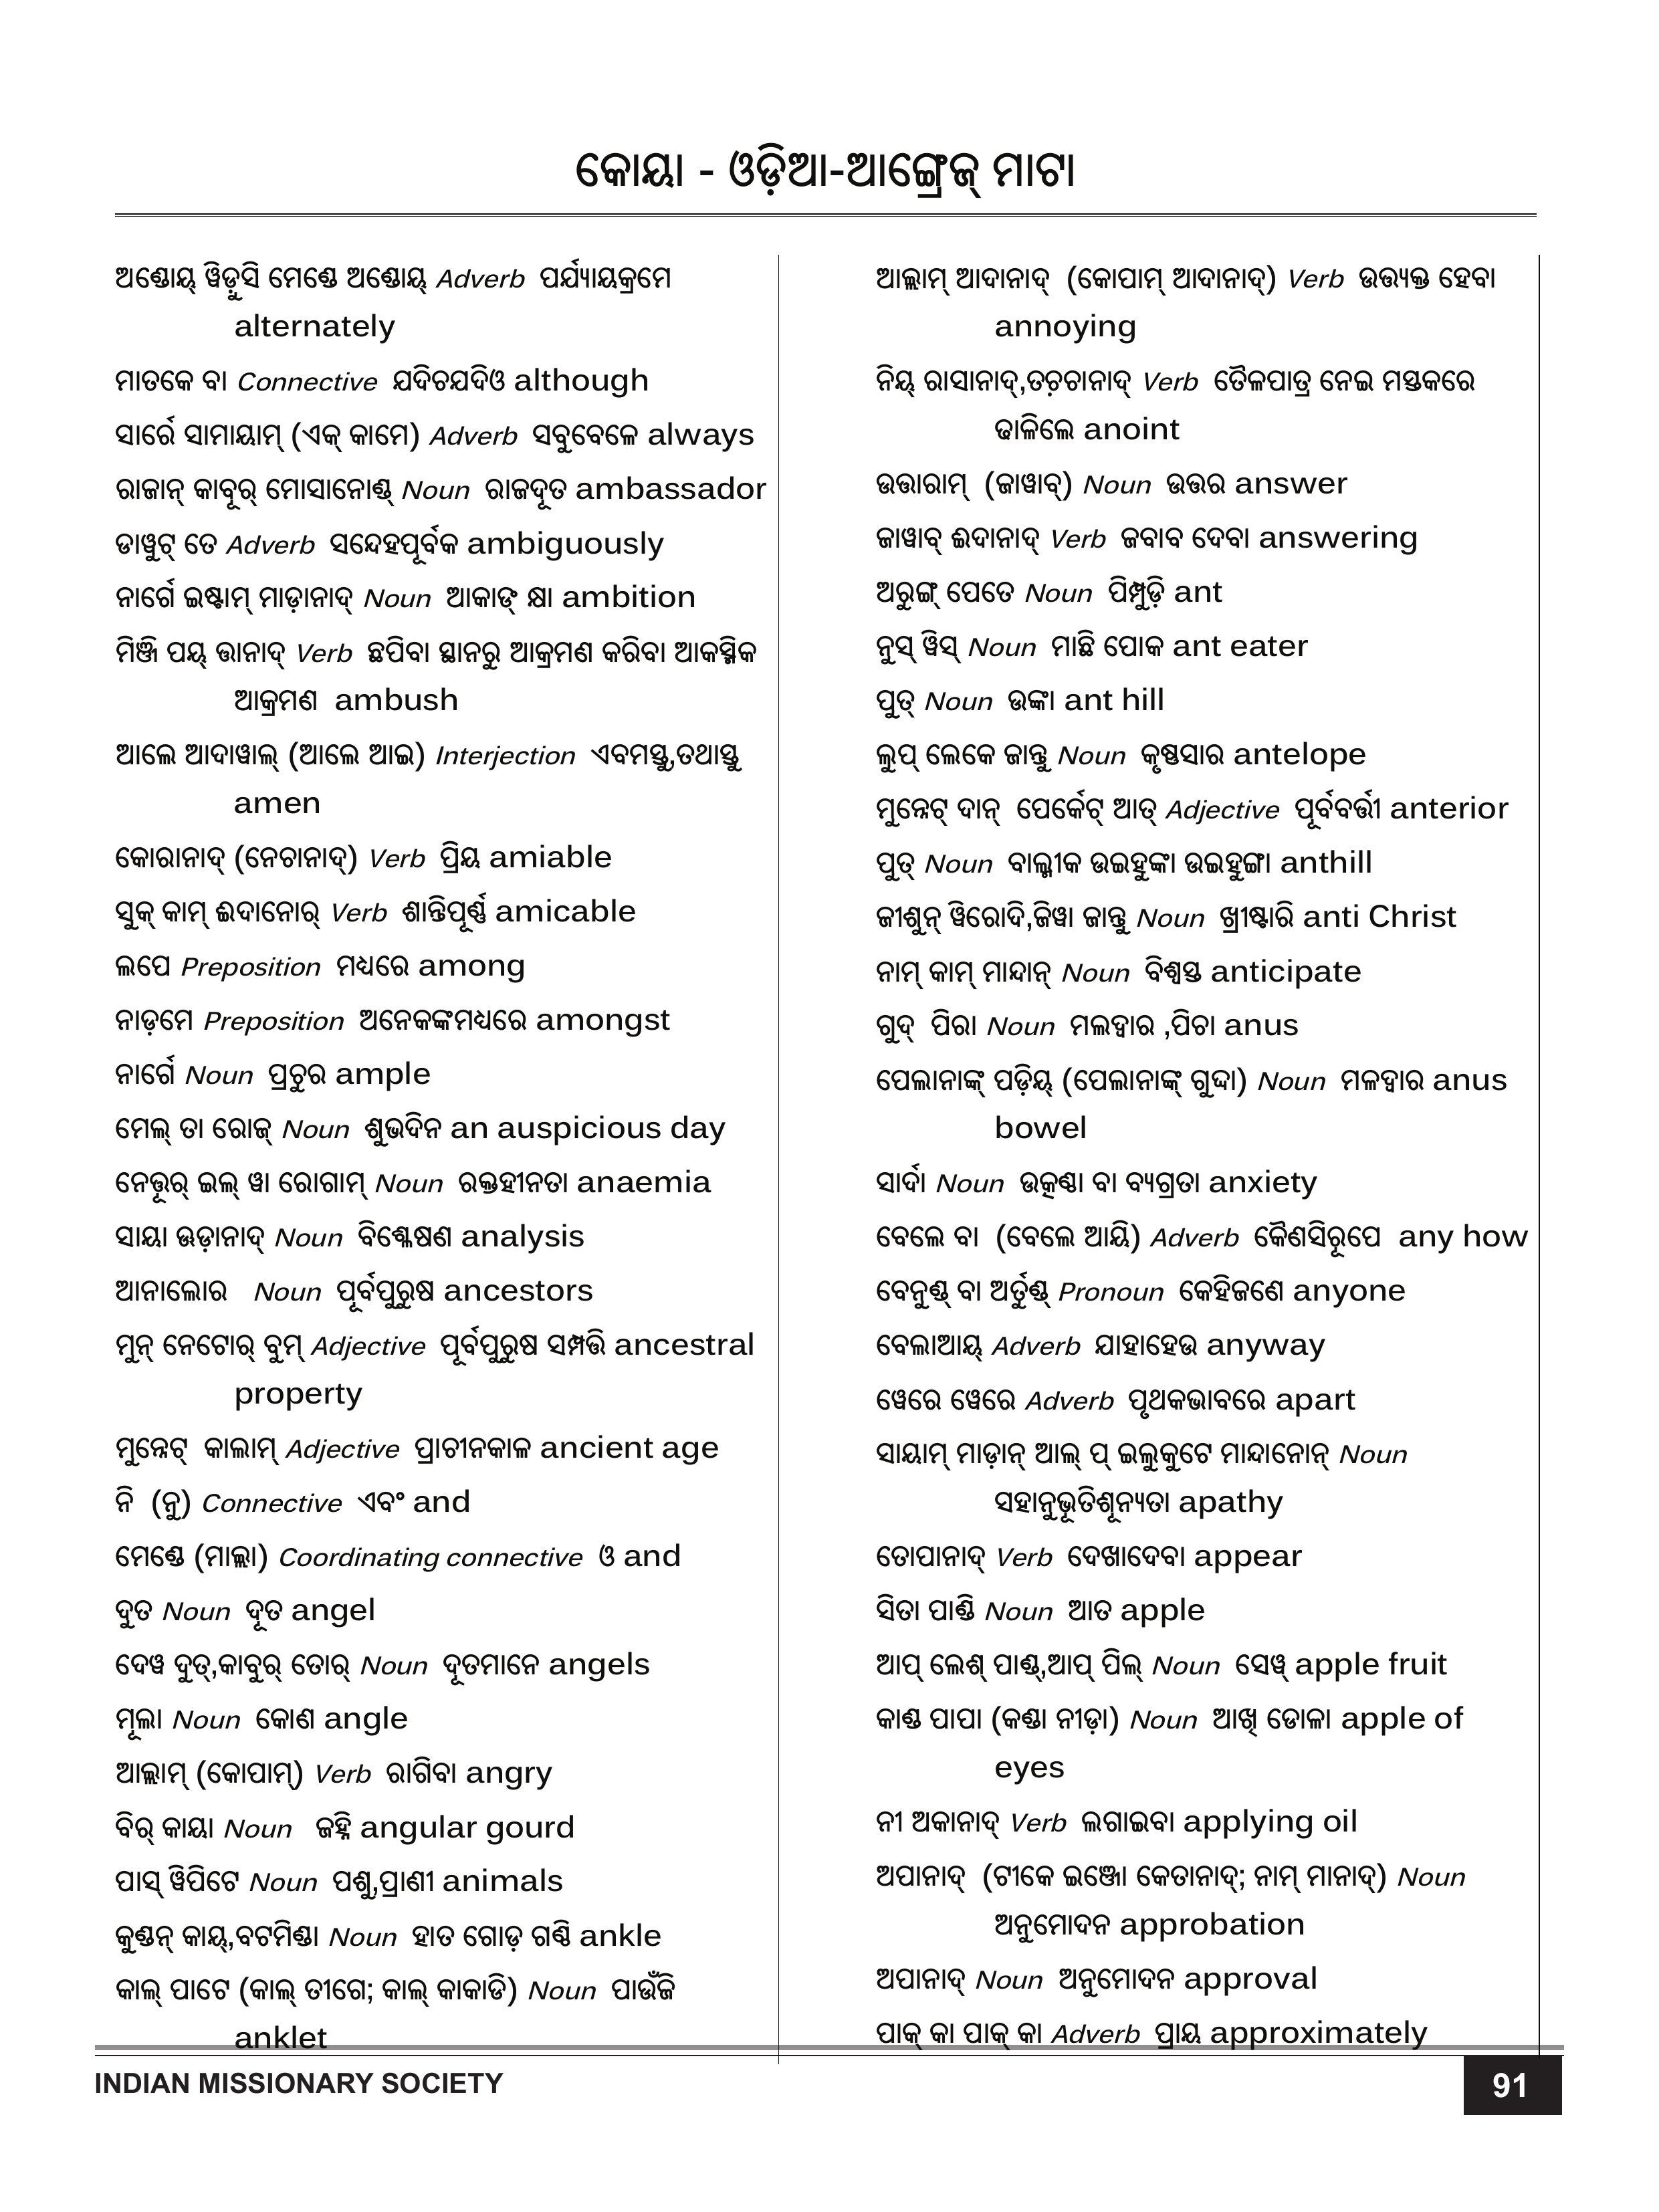 କୋୟା - ଓଡ଼ିଆ-ଆଙ୍ଗ୍ରେଜ୍ ମାଟା
ଅଣ୍ଡୋୟ୍ ୱିଡ଼ୁସି ମେଣ୍ଡେ ଅଣ୍ଡୋୟ୍ Adverb ପର୍ଯ୍ୟାୟକ୍ରମେ
alternately
ମାତକେ ବା Connective ଯଦିଚଯଦିଓ although
ସାର୍ରେ ସାମାୟାମ୍ (ଏକ୍ କାମେ) Adverb ସବୁବେଳେ always
ରାଜାନ୍ କାବୂର୍ ମୋସାନୋଣ୍ଡ୍ Noun ରାଜଦୂତ ambassador
ଡାୱୁଟ୍ ତେ Adverb ସନ୍ଦେହପୂର୍ବକ ambiguously
ନାର୍ଗେ ଇଷ୍ଟାମ୍ ମାଡ଼ାନାଦ୍ Noun ଆକାଙ୍ କ୍ଷା ambition
ମିଞ୍ଜି ପୟ୍ ଉାନାଦ୍ Verb ଛପିବା ସ୍ଥାନରୁ ଆକ୍ରମଣ କରିବା ଆକସ୍ମିକ
ଆକ୍ରମଣ ambush
ଆଲେ ଆଦାୱାଲ୍ (ଆଲେ ଆଇ) Interjection ଏବମସ୍ତୁ,ତଥାସ୍ତୁ
amen
କୋରାନାଦ୍ (ନେଚାନାଦ୍) Verb ପ୍ରିୟ amiable
ସୁକ୍ କାମ୍ ଈଦାନୋର୍ Verb ଶାନ୍ତିପୂର୍ଣ୍ଣ amicable
ଲପେ Preposition ମଧ୍ୟରେ among
ନାଡ଼ମେ Preposition ଅନେକଙ୍କମଧ୍ୟରେ amongst
ନାର୍ଗେ Noun ପ୍ରଚୁର ample
ମେଲ୍ ତା ରୋଜ୍ Noun ଶୁଭଦିନ an auspicious day
ନେତ୍ତୂର୍ ଇଲ୍ ୱା ରୋଗାମ୍ Noun ରକ୍ତହୀନତା anaemia
ସାୟା ଊଡ଼ାନାଦ୍ Noun ବିଶ୍ଳେଷଣ analysis
ଆନାଲୋର Noun ପୂର୍ବପୁରୁଷ ancestors
ମୁନ୍ ନେଟୋର୍ ବୁମ୍ Adjective ପୂର୍ବପୁରୁଷ ସମ୍ପତ୍ତି ancestral
property
ମୁନ୍ନେଟ୍ କାଲାମ୍ Adjective ପ୍ରାଚୀନକାଳ ancient age
ନି (ନୁ) Connective ଏବଂ and
ମେଣ୍ଡେ (ମାଲ୍ଲା) Coordinating connective ଓ and
ଦୁତ Noun ଦୂତ angel
ଦେୱ ଦୁତ୍,କାବୁର୍ ତୋର୍ Noun ଦୂତମାନେ angels
ମୂଲା Noun କୋଣ angle
ଆଲ୍ଲାମ୍ (କୋପାମ୍) Verb ରାଗିବା angry
ବିର୍ କାୟା Noun ଜହ୍ନି angular gourd
ପାସ୍ ୱିପିଟେ Noun ପଶୁ,ପ୍ରାଣୀ animals
କୁଣ୍ଡନ୍ କାୟ୍,ବଟମିଣ୍ଡା Noun ହାତ ଗୋଡ଼ ଗଣ୍ଠି ankle
କାଲ୍ ପାଟେ (କାଲ୍ ତୀଗେ; କାଲ୍ କାକାଡି) Noun ପାଉଁଜି
anklet
ଆଲ୍ଲାମ୍ ଆଦାନାଦ୍ (କୋପାମ୍ ଆଦାନାଦ୍) Verb ଉତ୍ତ୍ୟକ୍ତ ହେବା
annoying
ନିୟ୍ ରାସାନାଦ୍,ତଚ୍‌ଚାନାଦ୍ Verb ତୈଳପାତ୍ର ନେଇ ମସ୍ତକରେ
ଢାଳିଲେ anoint
ଉତ୍ତାରାମ୍ (ଜାୱାବ୍) Noun ଉତ୍ତର answer
ଜାୱାବ୍ ଈଦାନାଦ୍ Verb ଜବାବ ଦେବା answering
ଅରୁଙ୍ଗ୍ ପେତେ Noun ପିମ୍ପୁଡ଼ି ant
ନୁସ୍ ୱିସ୍ Noun ମାଛି ପୋକ ant eater
ପୁତ୍ Noun ଉଙ୍କା ant hill
ଲୁପ୍ ଲେକେ ଜାନ୍ତୁ Noun କୃଷ୍ଣସାର antelope
ମୁନ୍ନେଟ୍ ଦାନ୍ ପେର୍କେଟ୍ ଆତ୍ Adjective ପୂର୍ବବର୍ତ୍ତୀ anterior
ପୁତ୍ Noun ବାଲ୍ମୀକ ଉଇହୁଙ୍କା ଉଇହୁଙ୍ଗା anthill
ଜୀଶୁନ୍ ୱିରୋଦି,ଜିୱା ଜାନ୍ତୁ Noun ଖ୍ରୀଷ୍ଟାରି anti Christ
ନାମ୍ କାମ୍ ମାନ୍ଦାନ୍ Noun ବିଶ୍ୱସ୍ତ anticipate
ଗୁଦ୍ ପିରା Noun ମଲଦ୍ୱାର ,ପିଚା anus
ପେଲାନାଙ୍କ୍ ପଡ଼ିୟ୍ (ପେଲାନାଙ୍କ୍ ଗୁଦ୍ଦା) Noun ମଳଦ୍ୱାର anus
bowel
ସାର୍ଦା Noun ଉତ୍କଣ୍ଠା ବା ବ୍ୟଗ୍ରତା anxiety
ବେଲେ ବା (ବେଲେ ଆୟି) Adverb କୈଣସିରୂପେ any how
ବେନୁଣ୍ଡ୍ ବା ଅର୍ତୁଣ୍ଡ୍ Pronoun କେହିଜଣେ anyone
ବେଲାଆୟ୍ Adverb ଯାହାହେଉ anyway
ୱେରେ ୱେରେ Adverb ପୃଥକଭାବରେ apart
ସାୟାମ୍ ମାଡ଼ାନ୍ ଆଲ୍ ପ୍ ଇଲୁକୁଟେ ମାନ୍ଦାନୋନ୍ Noun
ସହାନୁଭୂତିଶୂନ୍ୟତା apathy
ତୋପାନାଦ୍ Verb ଦେଖାଦେବା appear
ସିତା ପାଣ୍ଡି Noun ଆତ apple
ଆପ୍ ଲେଶ୍ ପାଣ୍ଡ୍,ଆପ୍ ପିଲ୍ Noun ସେୱ୍ apple fruit
କାଣ୍ଡ ପାପା (କଣ୍ଡା ନୀଡ଼ା) Noun ଆଖି ଡୋଳା apple of
eyes
ନୀ ଅକାନାଦ୍ Verb ଲଗାଇବା applying oil
ଅପାନାଦ୍ (ଟୀକେ ଇଞ୍ଜୋ କେତାନାଦ୍; ନାମ୍ ମାନାଦ୍) Noun
ଅନୁମୋଦନ approbation
ଅପାନାଦ୍ Noun ଅନୁମୋଦନ approval
ପାକ୍ କା ପାକ୍ କା Adverb ପ୍ରାୟ approximately
INDIAN MISSIONARY SOCIETY
91